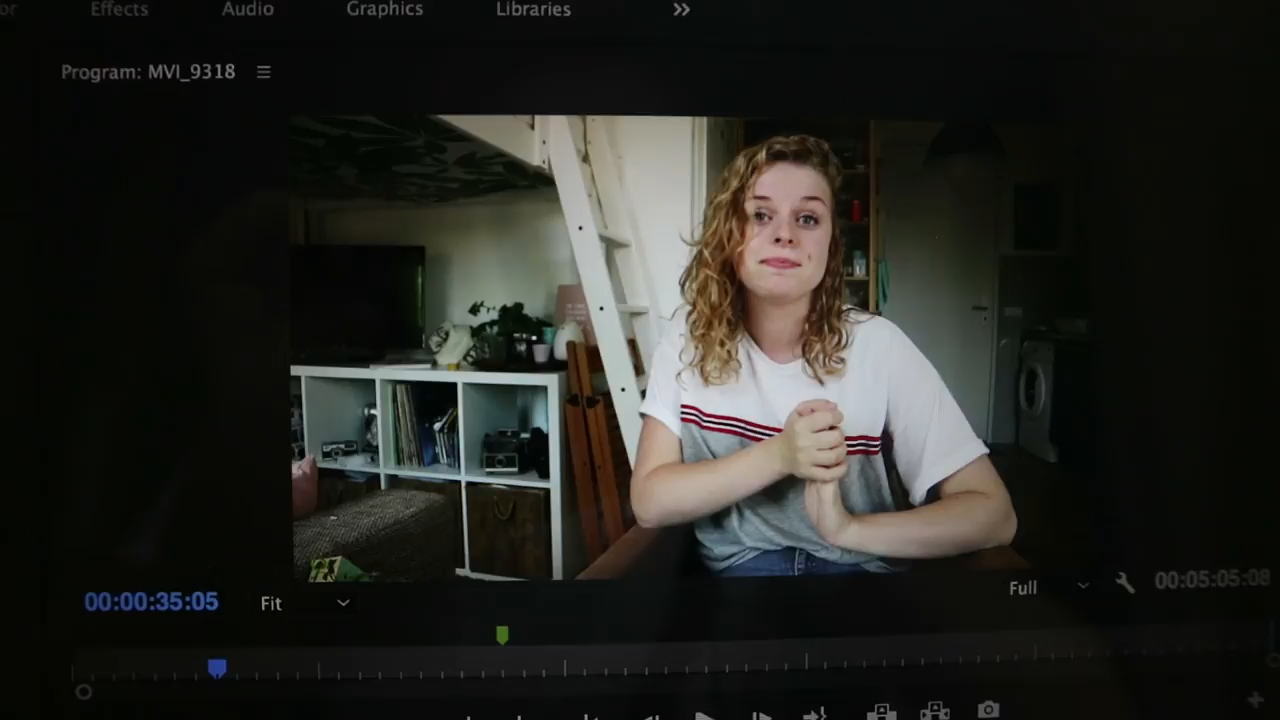 Effects Audio Graphics Libraries
Program: MVI_9318
00:00:35:05 Fit Full 00:05:05:08